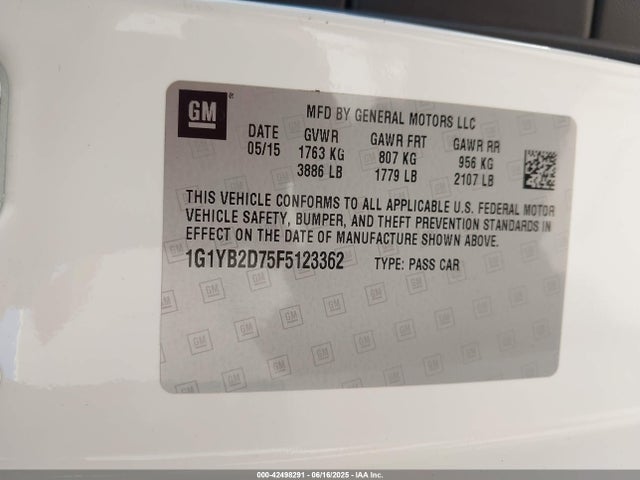 GM
MFD BY GENERAL MOTORS LLC
DATE GVWR GAWR FRT GAWR RR
05/15 1763 KG 807 KG 956 KG
3886 LB 1779 LB 2107 LB
THIS VEHICLE CONFORMS TO ALL APPLICABLE U.S. FEDERAL MOTOR
VEHICLE SAFETY, BUMPER, AND THEFT PREVENTION STANDARDS IN
EFFECT ON THE DATE OF MANUFACTURE SHOWN ABOVE.
1G1YB2D75F5123362 TYPE: PASS CAR
000-42498291 - 06/16/2025 - IAA Inc.